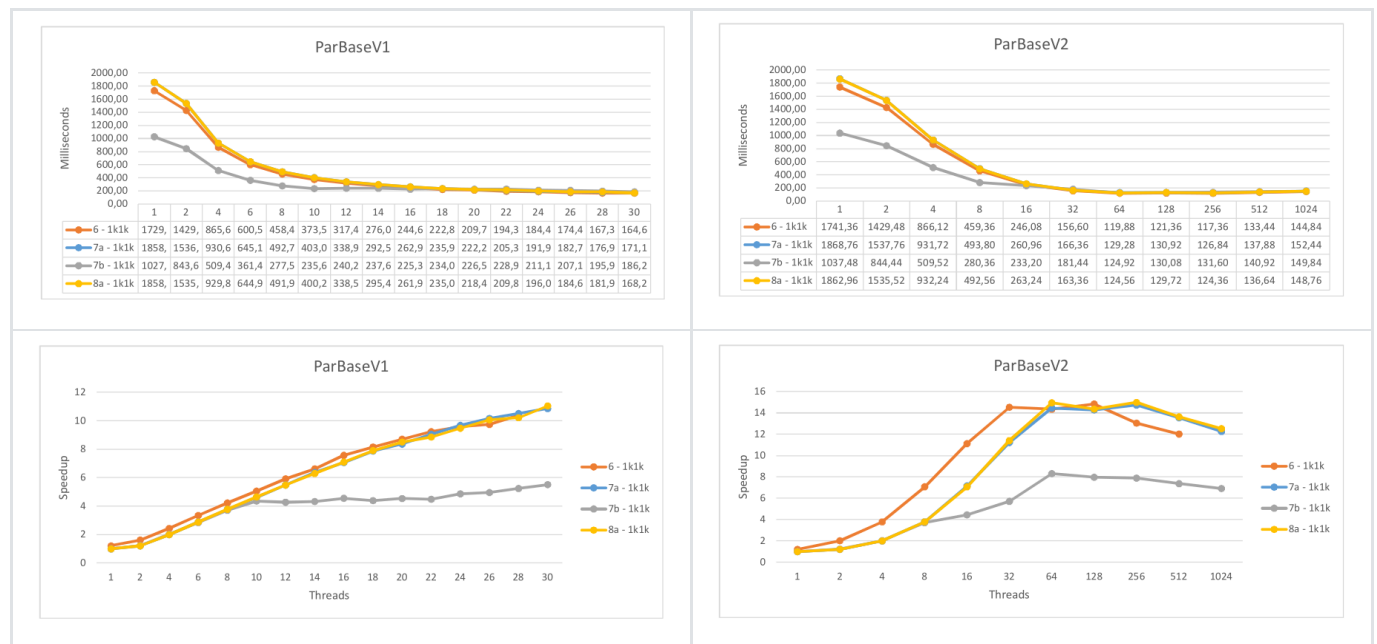 ParBaseV1
2000,00
1800,00
1600,00
1400,00
1200,00
1000,00
800,00
600,00
400,00
200,00
0,00
Milliseconds
1 2 4 6 8 10 12 14 16 18 20 22 24 26 28 30
6 - 1k1k 1729, 1429, 865,6 600,5 458,4 373,5 317,4 276,0 244,6 222,8 209,7 194,3 184,4 174,4 167,3 164,6
7a - 1k1k 1858, 1536, 930,6 645,1 492,7 403,0 338,9 292,5 262,9 235,9 222,2 205,3 191,9 182,7 176,9 171,1
7b - 1k1k 1027, 843,6 509,4 361,4 277,5 235,6 240,2 237,6 225,3 234,0 226,5 228,9 211,1 207,1 195,9 186,2
8a - 1k1k 1858, 1535, 929,8 644,9 491,9 400,2 338,5 295,4 261,9 235,0 218,4 209,8 196,0 184,6 181,9 168,2
ParBaseV2
2000,00
1800,00
1600,00
1400,00
1200,00
1000,00
800,00
600,00
400,00
200,00
0,00
Milliseconds
1 2 4 8 16 32 64 128 256 512 1024
6 - 1k1k 1741,36 1429,48 866,12 459,36 246,08 156,60 119,88 121,36 117,36 133,44 144,84
7a - 1k1k 1868,76 1537,76 931,72 493,80 260,96 166,36 129,28 130,92 126,84 137,88 152,44
7b - 1k1k 1037,48 844,44 509,52 280,36 233,20 181,44 124,92 130,08 131,60 140,92 149,84
8a - 1k1k 1862,96 1535,52 932,24 492,56 263,24 163,36 124,56 129,72 124,36 136,64 148,76
ParBaseV1
12
10
8
6
4
2
0
Speedup
1 2 4 6 8 10 12 14 16 18 20 22 24 26 28 30
Threads
6 - 1k1k
7a - 1k1k
7b - 1k1k
8a - 1k1k
ParBaseV2
16
14
12
10
8
6
4
2
0
Speedup
1 2 4 8 16 32 64 128 256 512 1024
Threads
6 - 1k1k
7a - 1k1k
7b - 1k1k
8a - 1k1k